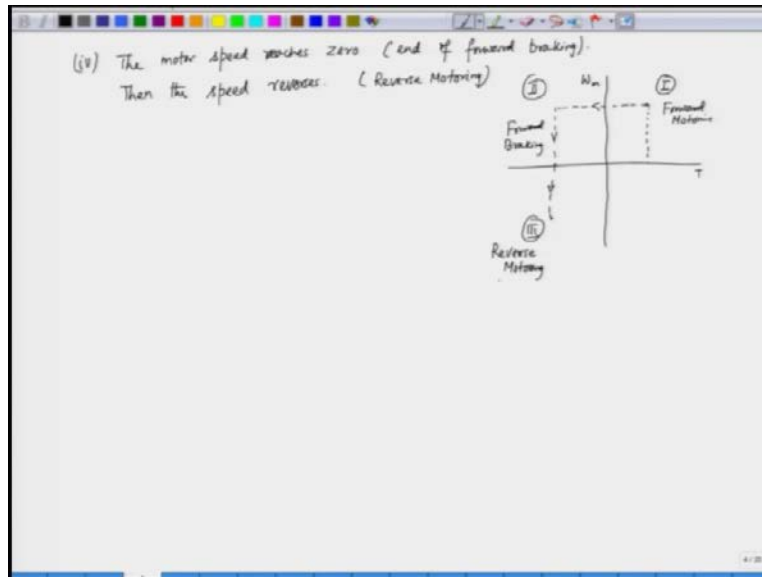 (iv) The motor speed reaches zero (end of forward braking).
Then the speed reverses. (Reverse Motoring)
II
Wm
I
Forward
Motoring
Forward
Braking
T
III
Reverse
Motoring